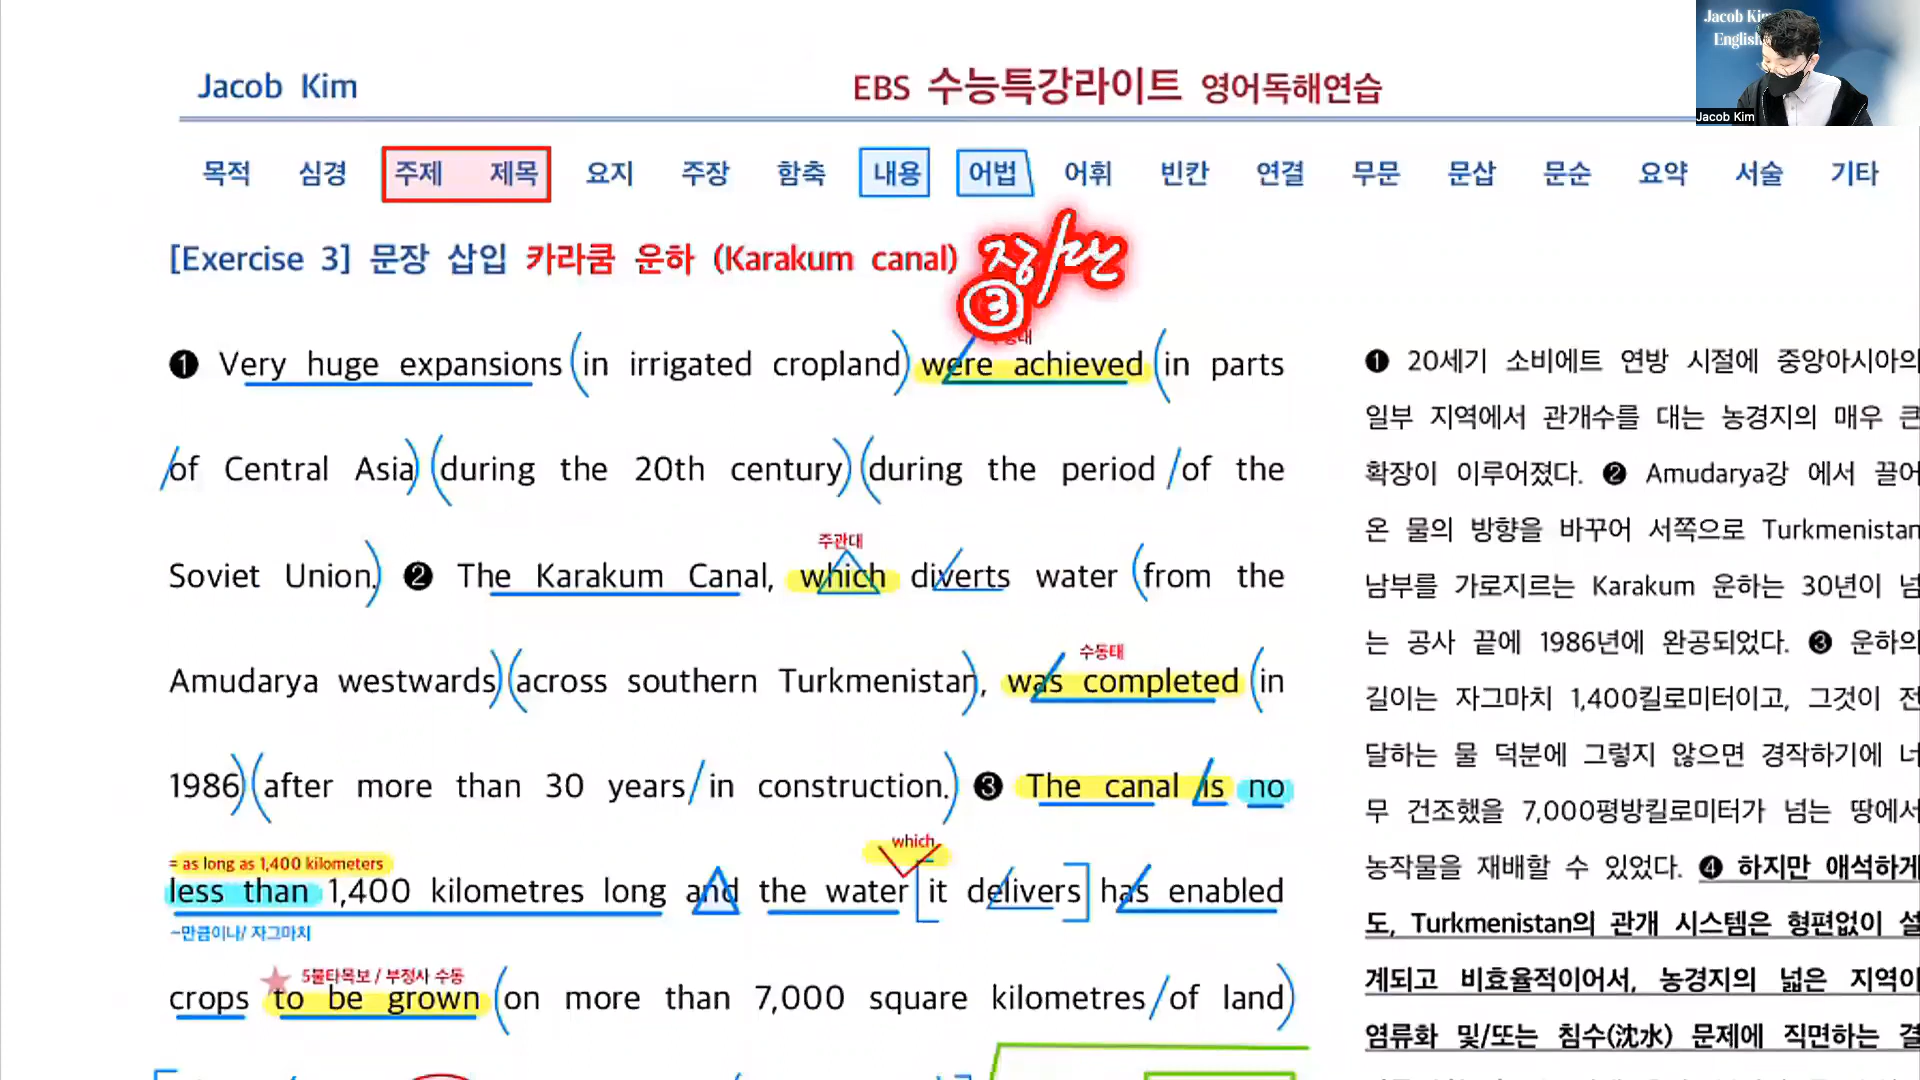 Jacob Kim
English
Jacob Kim
Jacob Kim EBS 수능특강라이트 영어독해연습
목적 심경 주제 제목 요지 주장 함축 내용 어법 어휘 빈칸 연결 무문 문삽 문순 요약 서술 기타
[Exercise 3] 문장 삽입 카라쿰 운하 (Karakum canal) 장/단
③
❶ Very huge expansions (in irrigated cropland) were achieved (in parts
/of Central Asia) (during the 20th century) (during the period /of the
주관대
Soviet Union.) ❷ The Karakum Canal, which diverts water (from the
수동태
Amudarya westwards) (across southern Turkmenistan), was completed (in
1986) (after more than 30 years / in construction.) ❸ The canal is no
= as long as 1,400 kilometers
which
less than 1,400 kilometres long and the water [it delivers] has enabled
~만큼이나/ 자그마치
★ 5불타목보 / 부정사 수동
crops to be grown (on more than 7,000 square kilometres /of land)
❶ 20세기 소비에트 연방 시절에 중앙아시아의
일부 지역에서 관개수를 대는 농경지의 매우 큰
확장이 이루어졌다. ❷ Amudarya강 에서 끌어
온 물의 방향을 바꾸어 서쪽으로 Turkmenistan
남부를 가로지르는 Karakum 운하는 30년이 넘
는 공사 끝에 1986년에 완공되었다. ❸ 운하의
길이는 자그마치 1,400킬로미터이고, 그것이 전
달하는 물 덕분에 그렇지 않으면 경작하기에 너
무 건조했을 7,000평방킬로미터가 넘는 땅에서
농작물을 재배할 수 있었다. ❹ 하지만 애석하게
도, Turkmenistan의 관개 시스템은 형편없이 설
계되고 비효율적이어서, 농경지의 넓은 지역이
염류화 및/또는 침수(沈水) 문제에 직면하는 결